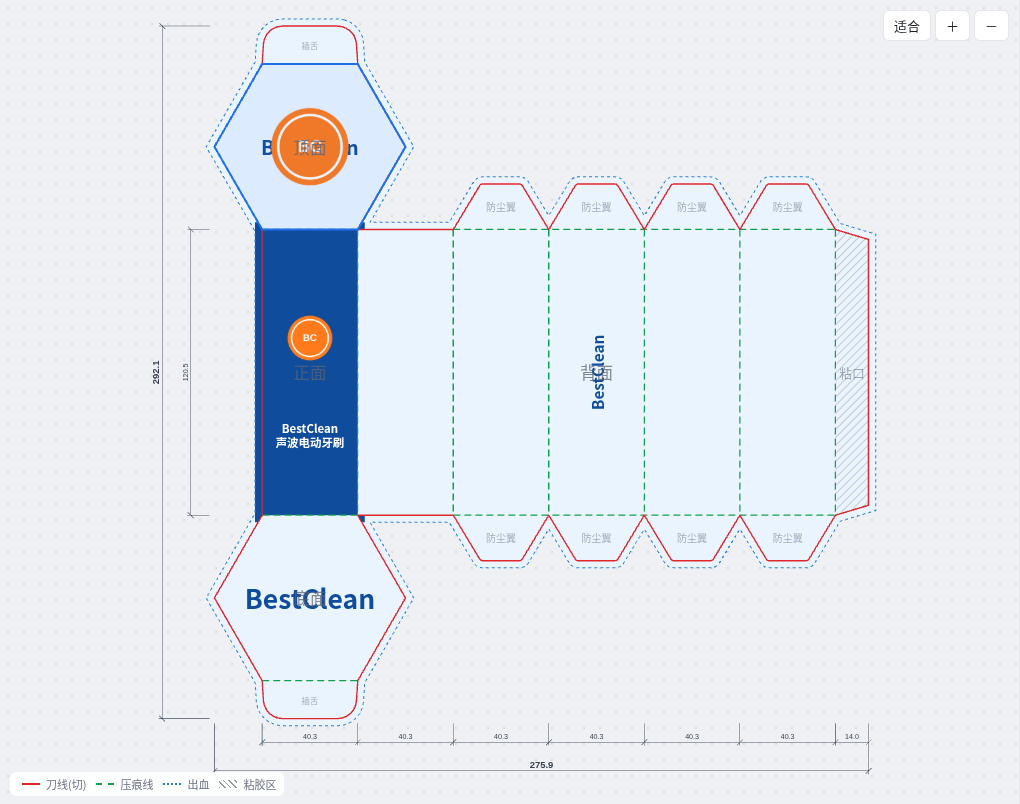 适合
+
−
插舌
BestClean
BC
顶面
防尘翼
防尘翼
防尘翼
防尘翼
292.1
120.5
BC
正面
BestClean
声波电动牙刷
BestClean
背面
粘口
防尘翼
防尘翼
防尘翼
防尘翼
BestClean
底面
插舌
40.3
40.3
40.3
40.3
40.3
40.3
14.0
275.9
刀线(切)
压痕线
出血
粘胶区